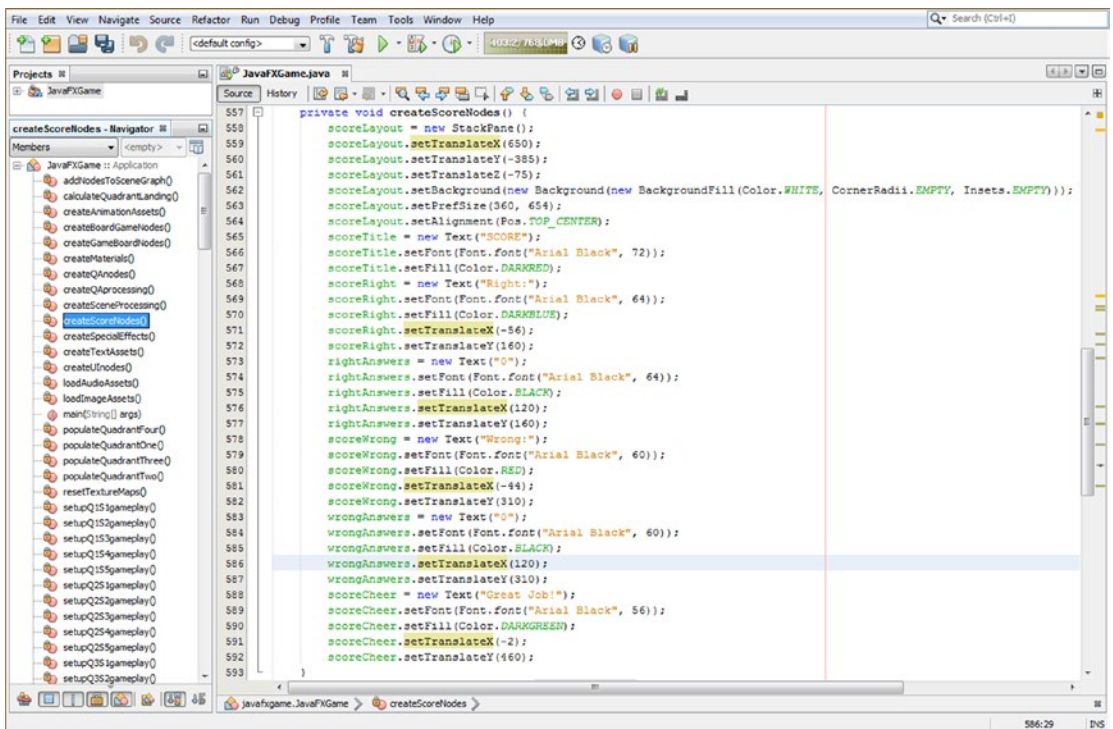 File Edit View Navigate Source Refactor Run Debug Profile Team Tools Window Help
Search (Ctrl+I)
<default config>
403.2/768.0MB
Projects
JavaFXGame
createScoreNodes - Navigator
Members
<empty>
JavaFXGame :: Application
addNodesToSceneGraph()
calculateQuadrantLanding()
createAnimationAssets()
createBoardGameNodes()
createGameBoardNodes()
createMaterials()
createQAnodes()
createQAprocessing()
createSceneProcessing()
createScoreNodes()
createSpecialEffects()
createTextAssets()
createUInodes()
loadAudioAssets()
loadImageAssets()
main(String[] args)
populateQuadrantFour()
populateQuadrantOne()
populateQuadrantThree()
populateQuadrantTwo()
resetTextureMaps()
setupQ1S1gameplay()
setupQ1S2gameplay()
setupQ1S3gameplay()
setupQ1S4gameplay()
setupQ1S5gameplay()
setupQ2S1gameplay()
setupQ2S2gameplay()
setupQ2S3gameplay()
setupQ2S4gameplay()
setupQ2S5gameplay()
setupQ3S1gameplay()
setupQ3S2gameplay()
JavaFXGame.java
Source History
557 private void createScoreNodes() {
558 scoreLayout = new StackPane();
559 scoreLayout.setTranslateX(650);
560 scoreLayout.setTranslateY(-385);
561 scoreLayout.setTranslateZ(-75);
562 scoreLayout.setBackground(new Background(new BackgroundFill(Color.WHITE, CornerRadii.EMPTY, Insets.EMPTY)));
563 scoreLayout.setPrefSize(360, 654);
564 scoreLayout.setAlignment(Pos.TOP_CENTER);
565 scoreTitle = new Text("SCORE");
566 scoreTitle.setFont(Font.font("Arial Black", 72));
567 scoreTitle.setFill(Color.DARKRED);
568 scoreRight = new Text("Right:");
569 scoreRight.setFont(Font.font("Arial Black", 64));
570 scoreRight.setFill(Color.DARKBLUE);
571 scoreRight.setTranslateX(-56);
572 scoreRight.setTranslateY(160);
573 rightAnswers = new Text("0");
574 rightAnswers.setFont(Font.font("Arial Black", 64));
575 rightAnswers.setFill(Color.BLACK);
576 rightAnswers.setTranslateX(120);
577 rightAnswers.setTranslateY(160);
578 scoreWrong = new Text("Wrong:");
579 scoreWrong.setFont(Font.font("Arial Black", 60));
580 scoreWrong.setFill(Color.RED);
581 scoreWrong.setTranslateX(-44);
582 scoreWrong.setTranslateY(310);
583 wrongAnswers = new Text("0");
584 wrongAnswers.setFont(Font.font("Arial Black", 60));
585 wrongAnswers.setFill(Color.BLACK);
586 wrongAnswers.setTranslateX(120);
587 wrongAnswers.setTranslateY(310);
588 scoreCheer = new Text("Great Job!");
589 scoreCheer.setFont(Font.font("Arial Black", 56));
590 scoreCheer.setFill(Color.DARKGREEN);
591 scoreCheer.setTranslateX(-2);
592 scoreCheer.setTranslateY(460);
593 }
javafxgame.JavaFXGame
createScoreNodes
586:29
INS